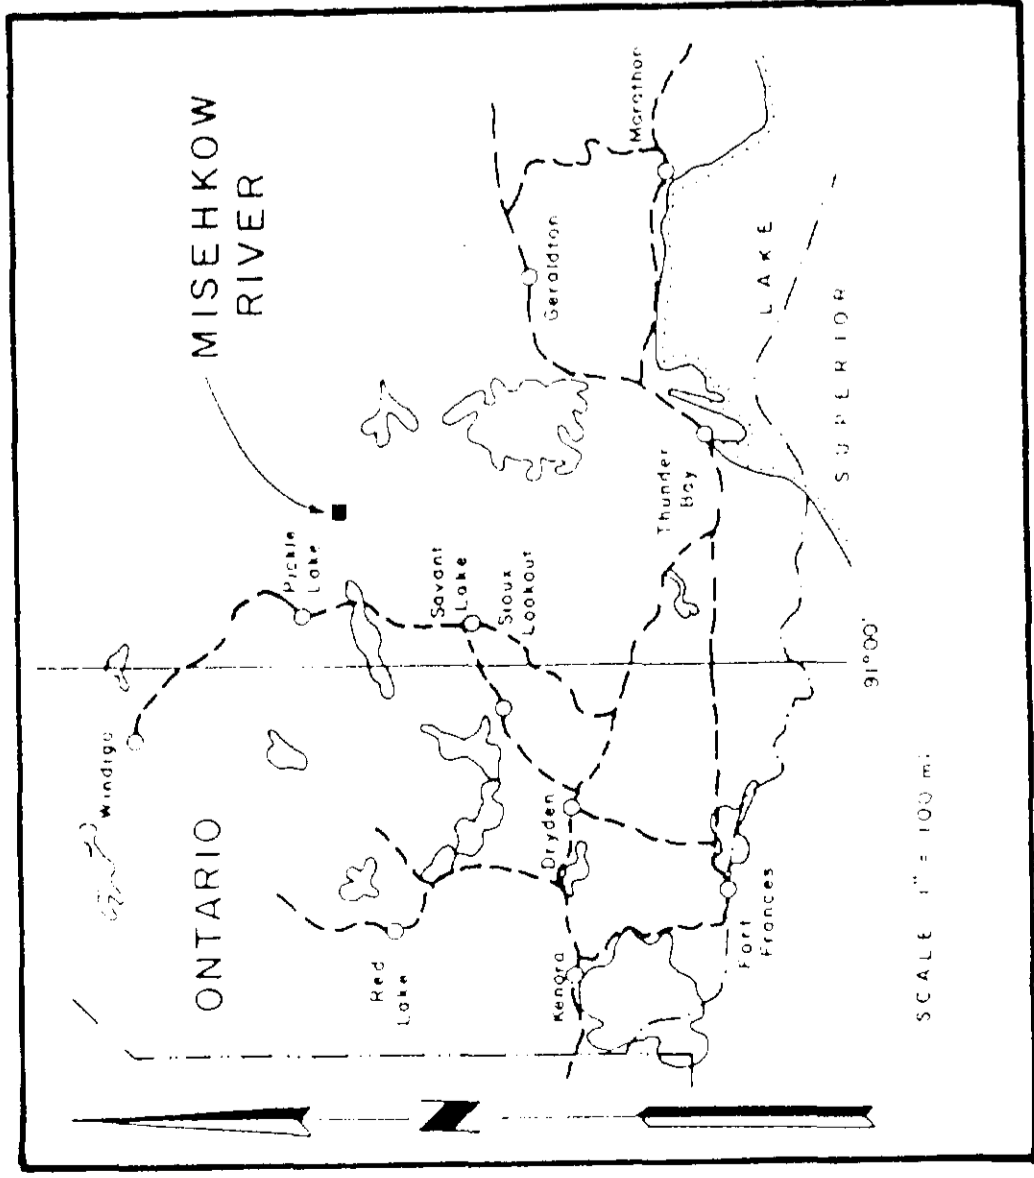 N
Windigo
ONTARIO
MISEHKOW
RIVER
Pickle
Lake
Red
Lake
Savant
Lake
Sioux
Lookout
Dryden
Kenora
Geraldton
Marathon
Thunder
Bay
Fort
Frances
LAKE
SUPERIOR
91°00'
SCALE 1" = 100 mi